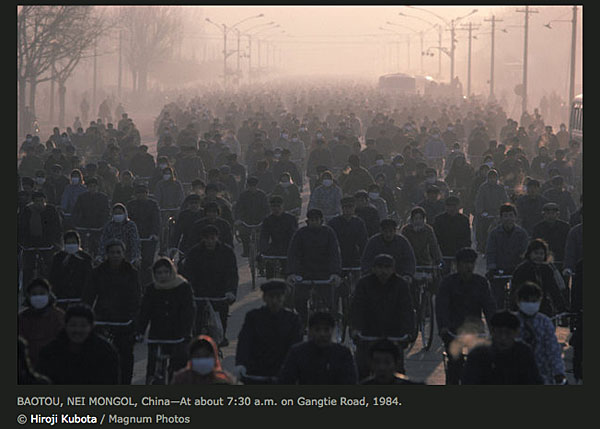 BAOTOU, NEI MONGOL, China—At about 7:30 a.m. on Gangtie Road, 1984.
© Hiroji Kubota / Magnum Photos